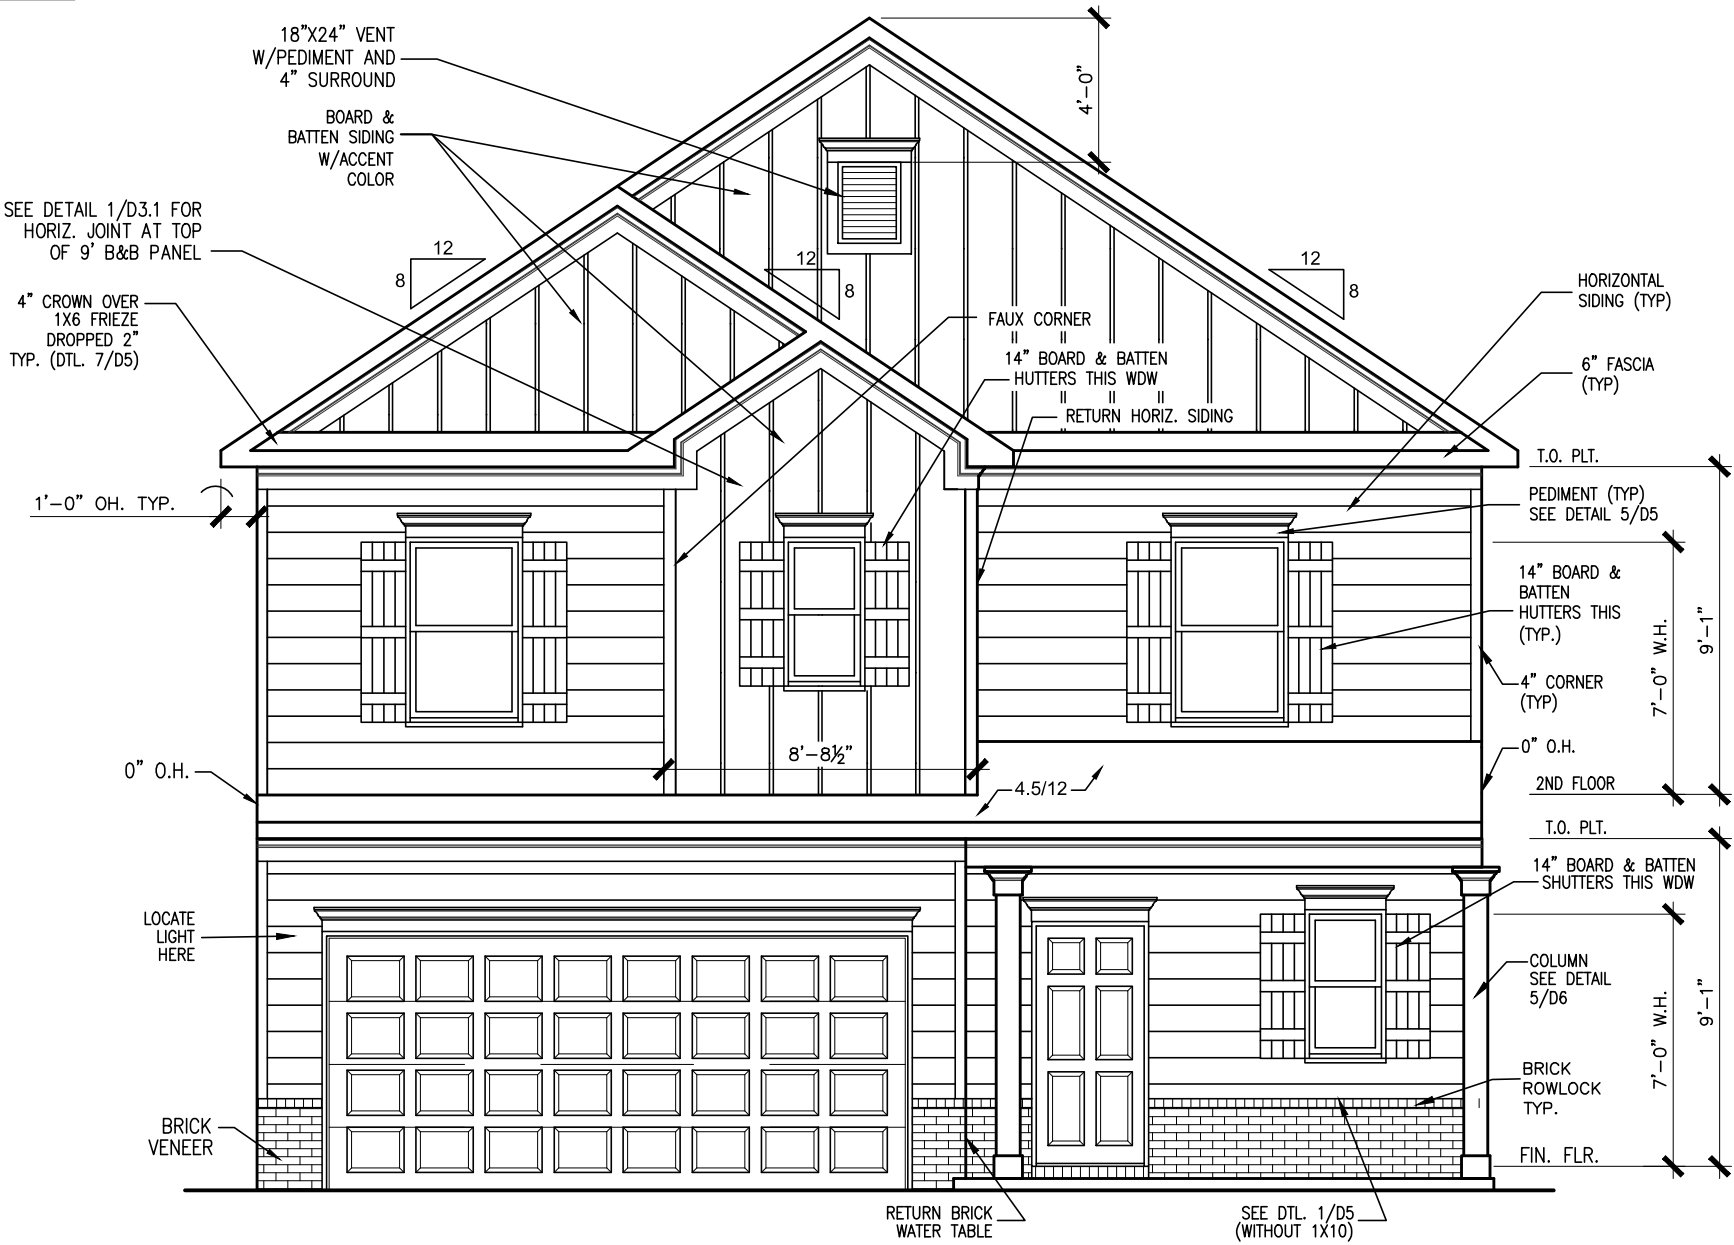 18"X24" VENT
W/PEDIMENT AND
4" SURROUND
BOARD &
BATTEN SIDING
W/ACCENT
COLOR
SEE DETAIL 1/D3.1 FOR
HORIZ. JOINT AT TOP
OF 9' B&B PANEL
4" CROWN OVER
1X6 FRIEZE
DROPPED 2"
TYP. (DTL. 7/D5)
1'-0" OH. TYP.
0" O.H.
LOCATE
LIGHT
HERE
BRICK
VENEER
12
8
4'-0"
12
8
12
8
FAUX CORNER
14" BOARD & BATTEN
HUTTERS THIS WDW
RETURN HORIZ. SIDING
8'-8½"
4.5/12
HORIZONTAL
SIDING (TYP)
6" FASCIA
(TYP)
T.O. PLT.
PEDIMENT (TYP)
SEE DETAIL 5/D5
14" BOARD &
BATTEN
HUTTERS THIS
(TYP.)
7'-0" W.H.
9'-1"
4" CORNER
(TYP)
0" O.H.
2ND FLOOR
T.O. PLT.
14" BOARD & BATTEN
SHUTTERS THIS WDW
COLUMN
SEE DETAIL
5/D6
7'-0" W.H.
9'-1"
BRICK
ROWLOCK
TYP.
FIN. FLR.
RETURN BRICK
WATER TABLE
SEE DTL. 1/D5
(WITHOUT 1X10)